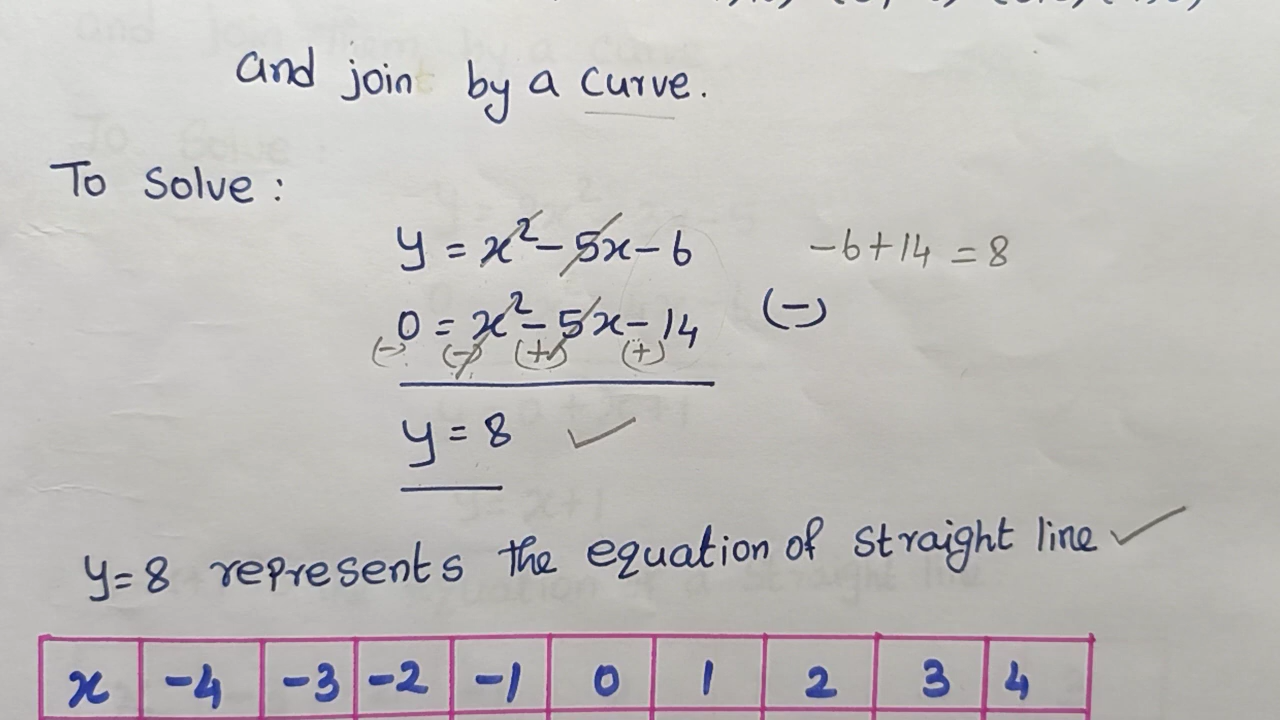 and join by a curve.
To Solve :
y = x² - 5x - 6 -6+14 = 8
0 = x² - 5x - 14 (-)
(-) (-) (+) (+)
y = 8 ✓
y=8 represents the equation of straight line ✓
x -4 -3 -2 -1 0 1 2 3 4